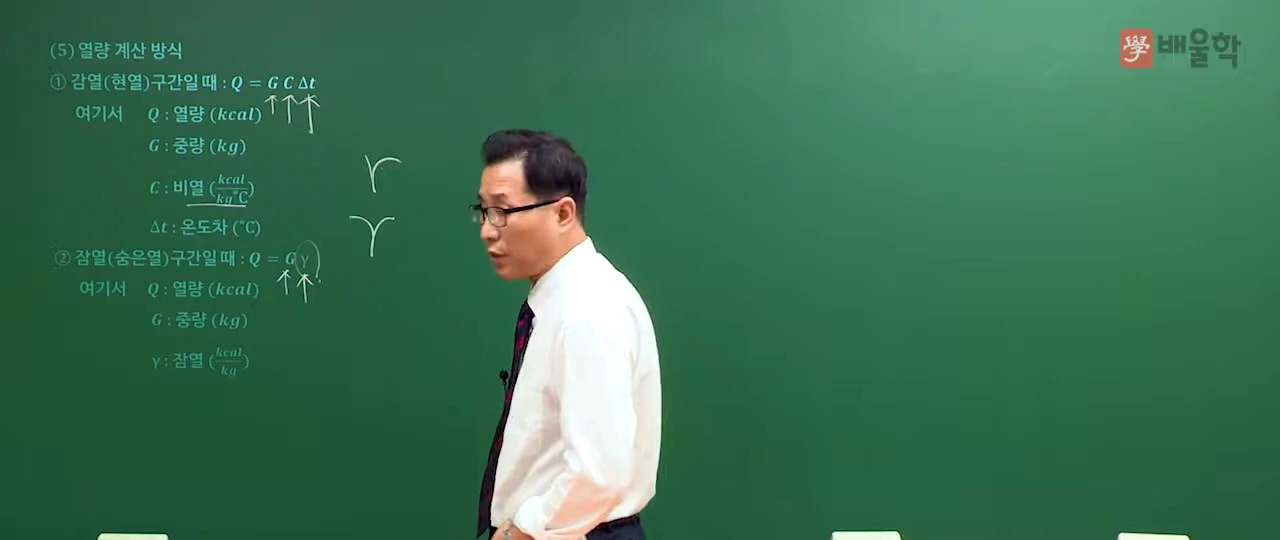 (5) 열량 계산 방식
① 감열(현열)구간일 때 : Q = G C Δt
여기서 Q : 열량 (kcal)
G : 중량 (kg)
C : 비열 (kcal/kg℃)
Δt : 온도차 (℃)
② 잠열(숨은열)구간일 때 : Q = G γ
여기서 Q : 열량 (kcal)
G : 중량 (kg)
γ : 잠열 (kcal/kg)
r
γ
學 배울학